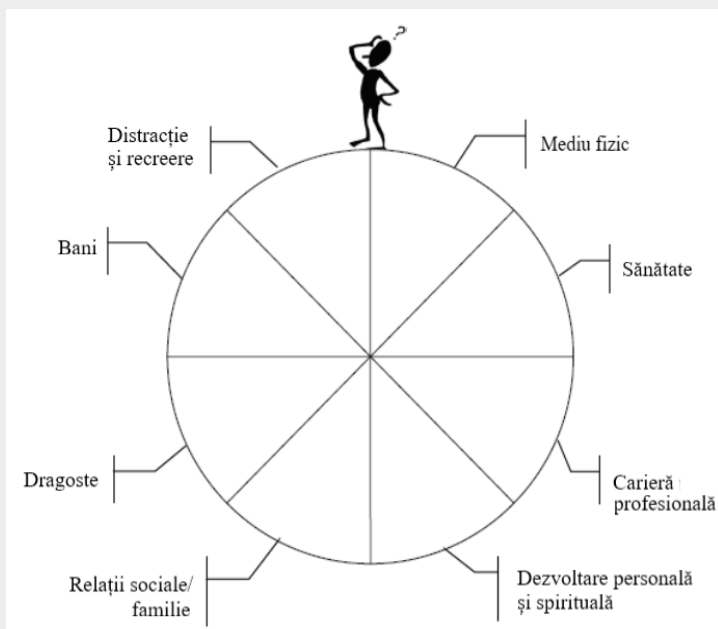 ?
Distracție
și recreere
Mediu fizic
Bani
Sănătate
Dragoste
Carieră
profesională
Relații sociale/
familie
Dezvoltare personală
și spirituală